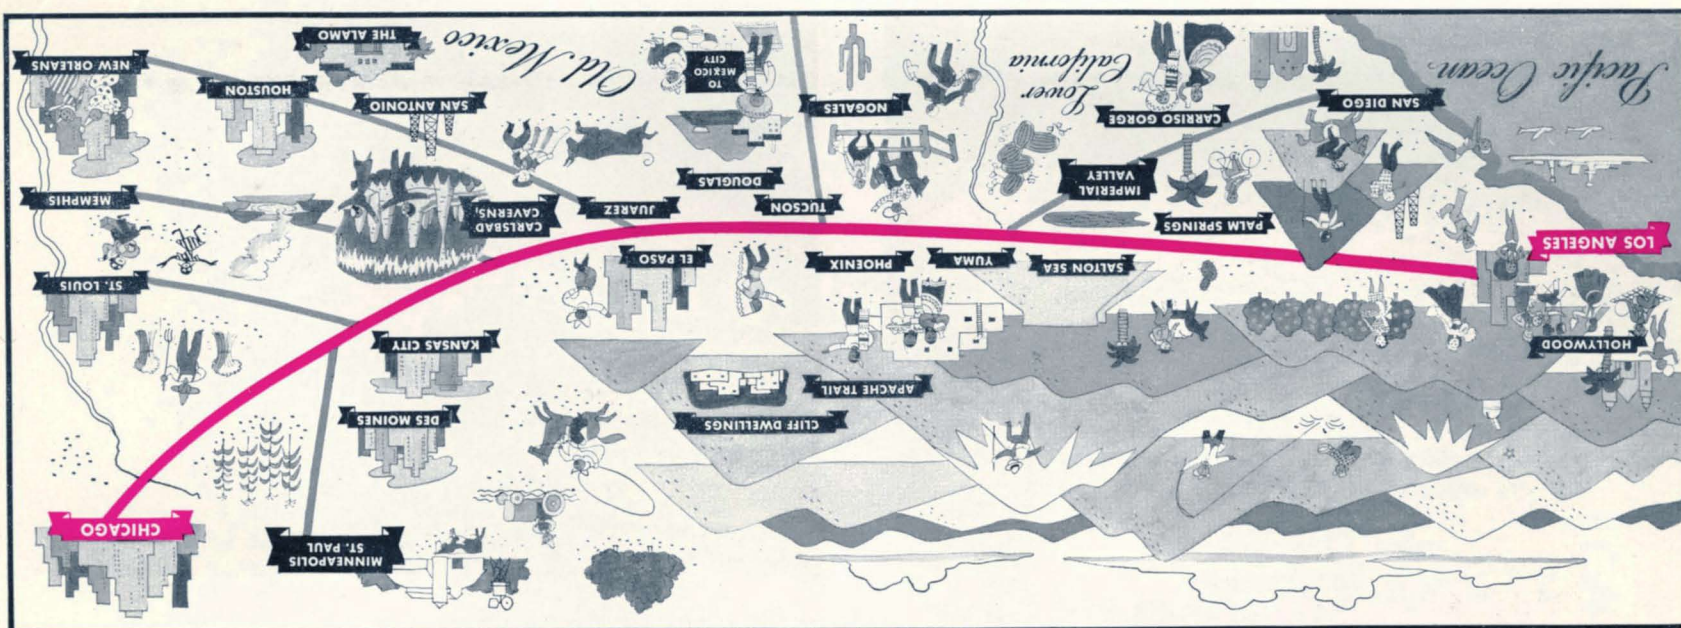 MINNEAPOLIS
ST. PAUL
CHICAGO
CLIFF DWELLINGS
DES MOINES
APACHE TRAIL
HOLLYWOOD
KANSAS CITY
ST. LOUIS
SALTON SEA
YUMA
PHOENIX
EL PASO
LOS ANGELES
PALM SPRINGS
TUCSON
JUAREZ
CARLSBAD
CAVERNS,
MEMPHIS
IMPERIAL
VALLEY
DOUGLAS
CARRISO GORGE
SAN DIEGO
NOGALES
SAN ANTONIO
HOUSTON
Pacific Ocean
Lower
California
TO
MEXICO
CITY
Old Mexico
NEW ORLEANS
THE ALAMO